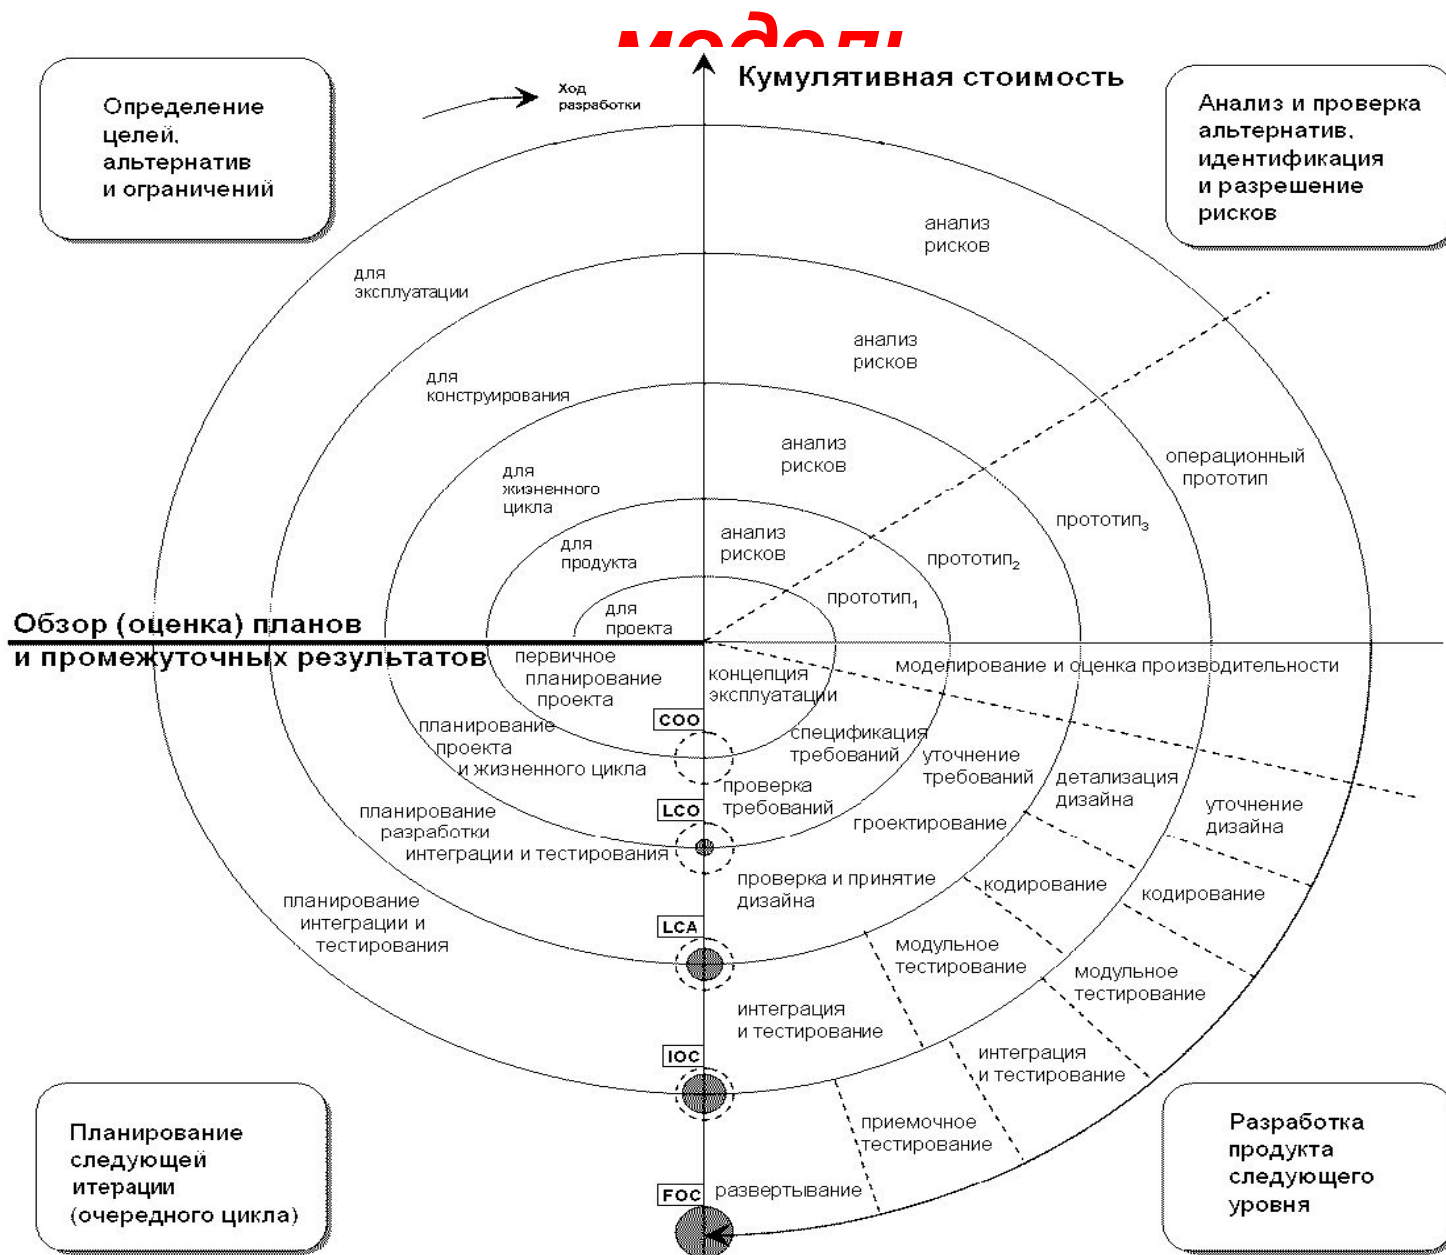 Кумулятивная стоимость
Ход
разработки
Определение
целей,
альтернатив
и ограничений
Анализ и проверка
альтернатив,
идентификация
и разрешение
рисков
анализ
рисков
для
эксплуатации
анализ
рисков
для
конструирования
анализ
рисков
операционный
прототип
для
жизненного
цикла
прототип3
анализ
рисков
для
продукта
прототип2
прототип1
для
проекта
Обзор (оценка) планов
и промежуточных результатов
первичное
планирование
проекта
концепция
эксплуатации
моделирование и оценка производительности
COO
планирование
проекта
и жизненного цикла
спецификация
требований
уточнение
требований
детализация
дизайна
уточнение
дизайна
проверка
требований
LCO
планирование
разработки
интеграции и тестирования
проектирование
проверка и принятие
дизайна
кодирование
кодирование
планирование
интеграции и
тестирования
LCA
модульное
тестирование
модульное
тестирование
интеграция
и тестирование
IOC
интеграция
и тестирование
приемочное
тестирование
FOC
развертывание
Планирование
следующей
итерации
(очередного цикла)
Разработка
продукта
следующего
уровня